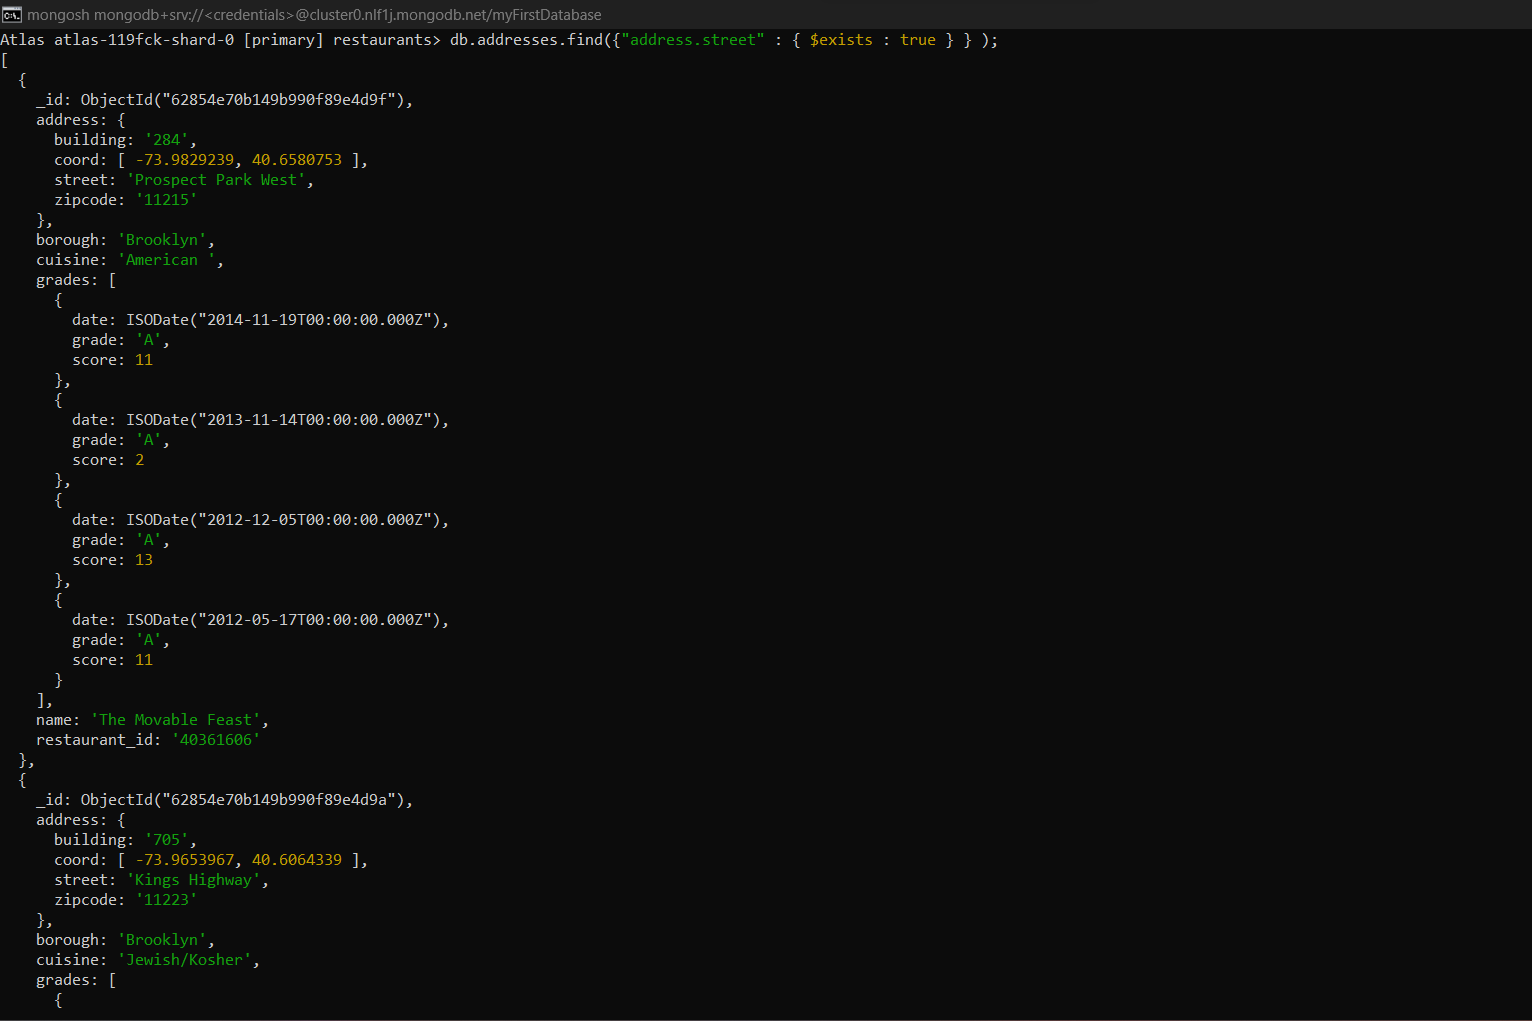 mongosh mongodb+srv://<credentials>@cluster0.nlf1j.mongodb.net/myFirstDatabase
Atlas atlas-119fck-shard-0 [primary] restaurants> db.addresses.find({"address.street" : { $exists : true } } );
[
  {
    _id: ObjectId("62854e70b149b990f89e4d9f"),
    address: {
      building: '284',
      coord: [ -73.9829239, 40.6580753 ],
      street: 'Prospect Park West',
      zipcode: '11215'
    },
    borough: 'Brooklyn',
    cuisine: 'American ',
    grades: [
      {
        date: ISODate("2014-11-19T00:00:00.000Z"),
        grade: 'A',
        score: 11
      },
      {
        date: ISODate("2013-11-14T00:00:00.000Z"),
        grade: 'A',
        score: 2
      },
      {
        date: ISODate("2012-12-05T00:00:00.000Z"),
        grade: 'A',
        score: 13
      },
      {
        date: ISODate("2012-05-17T00:00:00.000Z"),
        grade: 'A',
        score: 11
      }
    ],
    name: 'The Movable Feast',
    restaurant_id: '40361606'
  },
  {
    _id: ObjectId("62854e70b149b990f89e4d9a"),
    address: {
      building: '705',
      coord: [ -73.9653967, 40.6064339 ],
      street: 'Kings Highway',
      zipcode: '11223'
    },
    borough: 'Brooklyn',
    cuisine: 'Jewish/Kosher',
    grades: [
      {